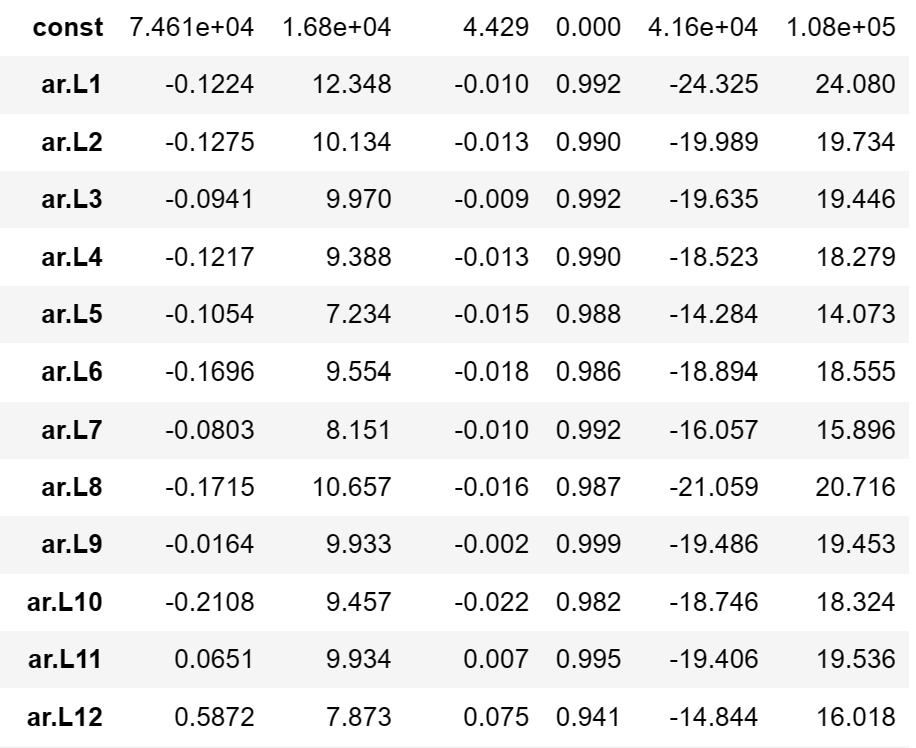 const 7.461e+04 1.68e+04 4.429 0.000 4.16e+04 1.08e+05
ar.L1 -0.1224 12.348 -0.010 0.992 -24.325 24.080
ar.L2 -0.1275 10.134 -0.013 0.990 -19.989 19.734
ar.L3 -0.0941 9.970 -0.009 0.992 -19.635 19.446
ar.L4 -0.1217 9.388 -0.013 0.990 -18.523 18.279
ar.L5 -0.1054 7.234 -0.015 0.988 -14.284 14.073
ar.L6 -0.1696 9.554 -0.018 0.986 -18.894 18.555
ar.L7 -0.0803 8.151 -0.010 0.992 -16.057 15.896
ar.L8 -0.1715 10.657 -0.016 0.987 -21.059 20.716
ar.L9 -0.0164 9.933 -0.002 0.999 -19.486 19.453
ar.L10 -0.2108 9.457 -0.022 0.982 -18.746 18.324
ar.L11 0.0651 9.934 0.007 0.995 -19.406 19.536
ar.L12 0.5872 7.873 0.075 0.941 -14.844 16.018